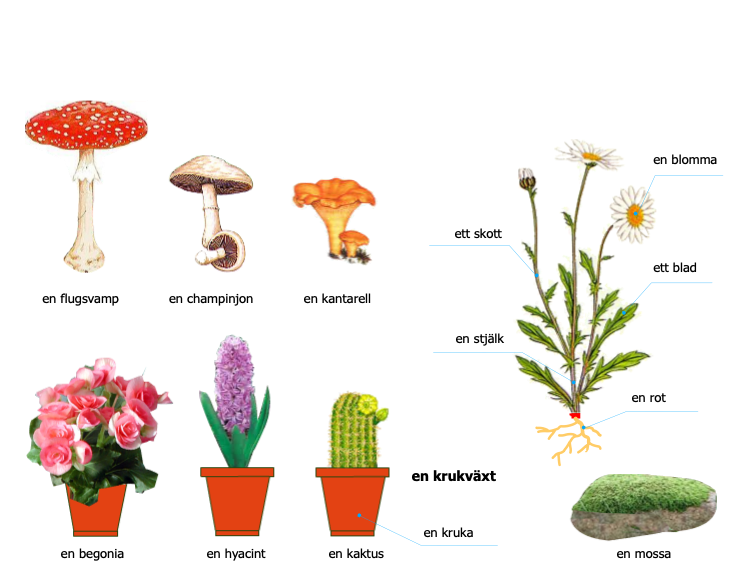 en blomma
ett skott
ett blad
en flugsvamp
en champinjon
en kantarell
en stjälk
en rot
en krukväxt
en kruka
en begonia
en hyacint
en kaktus
en mossa